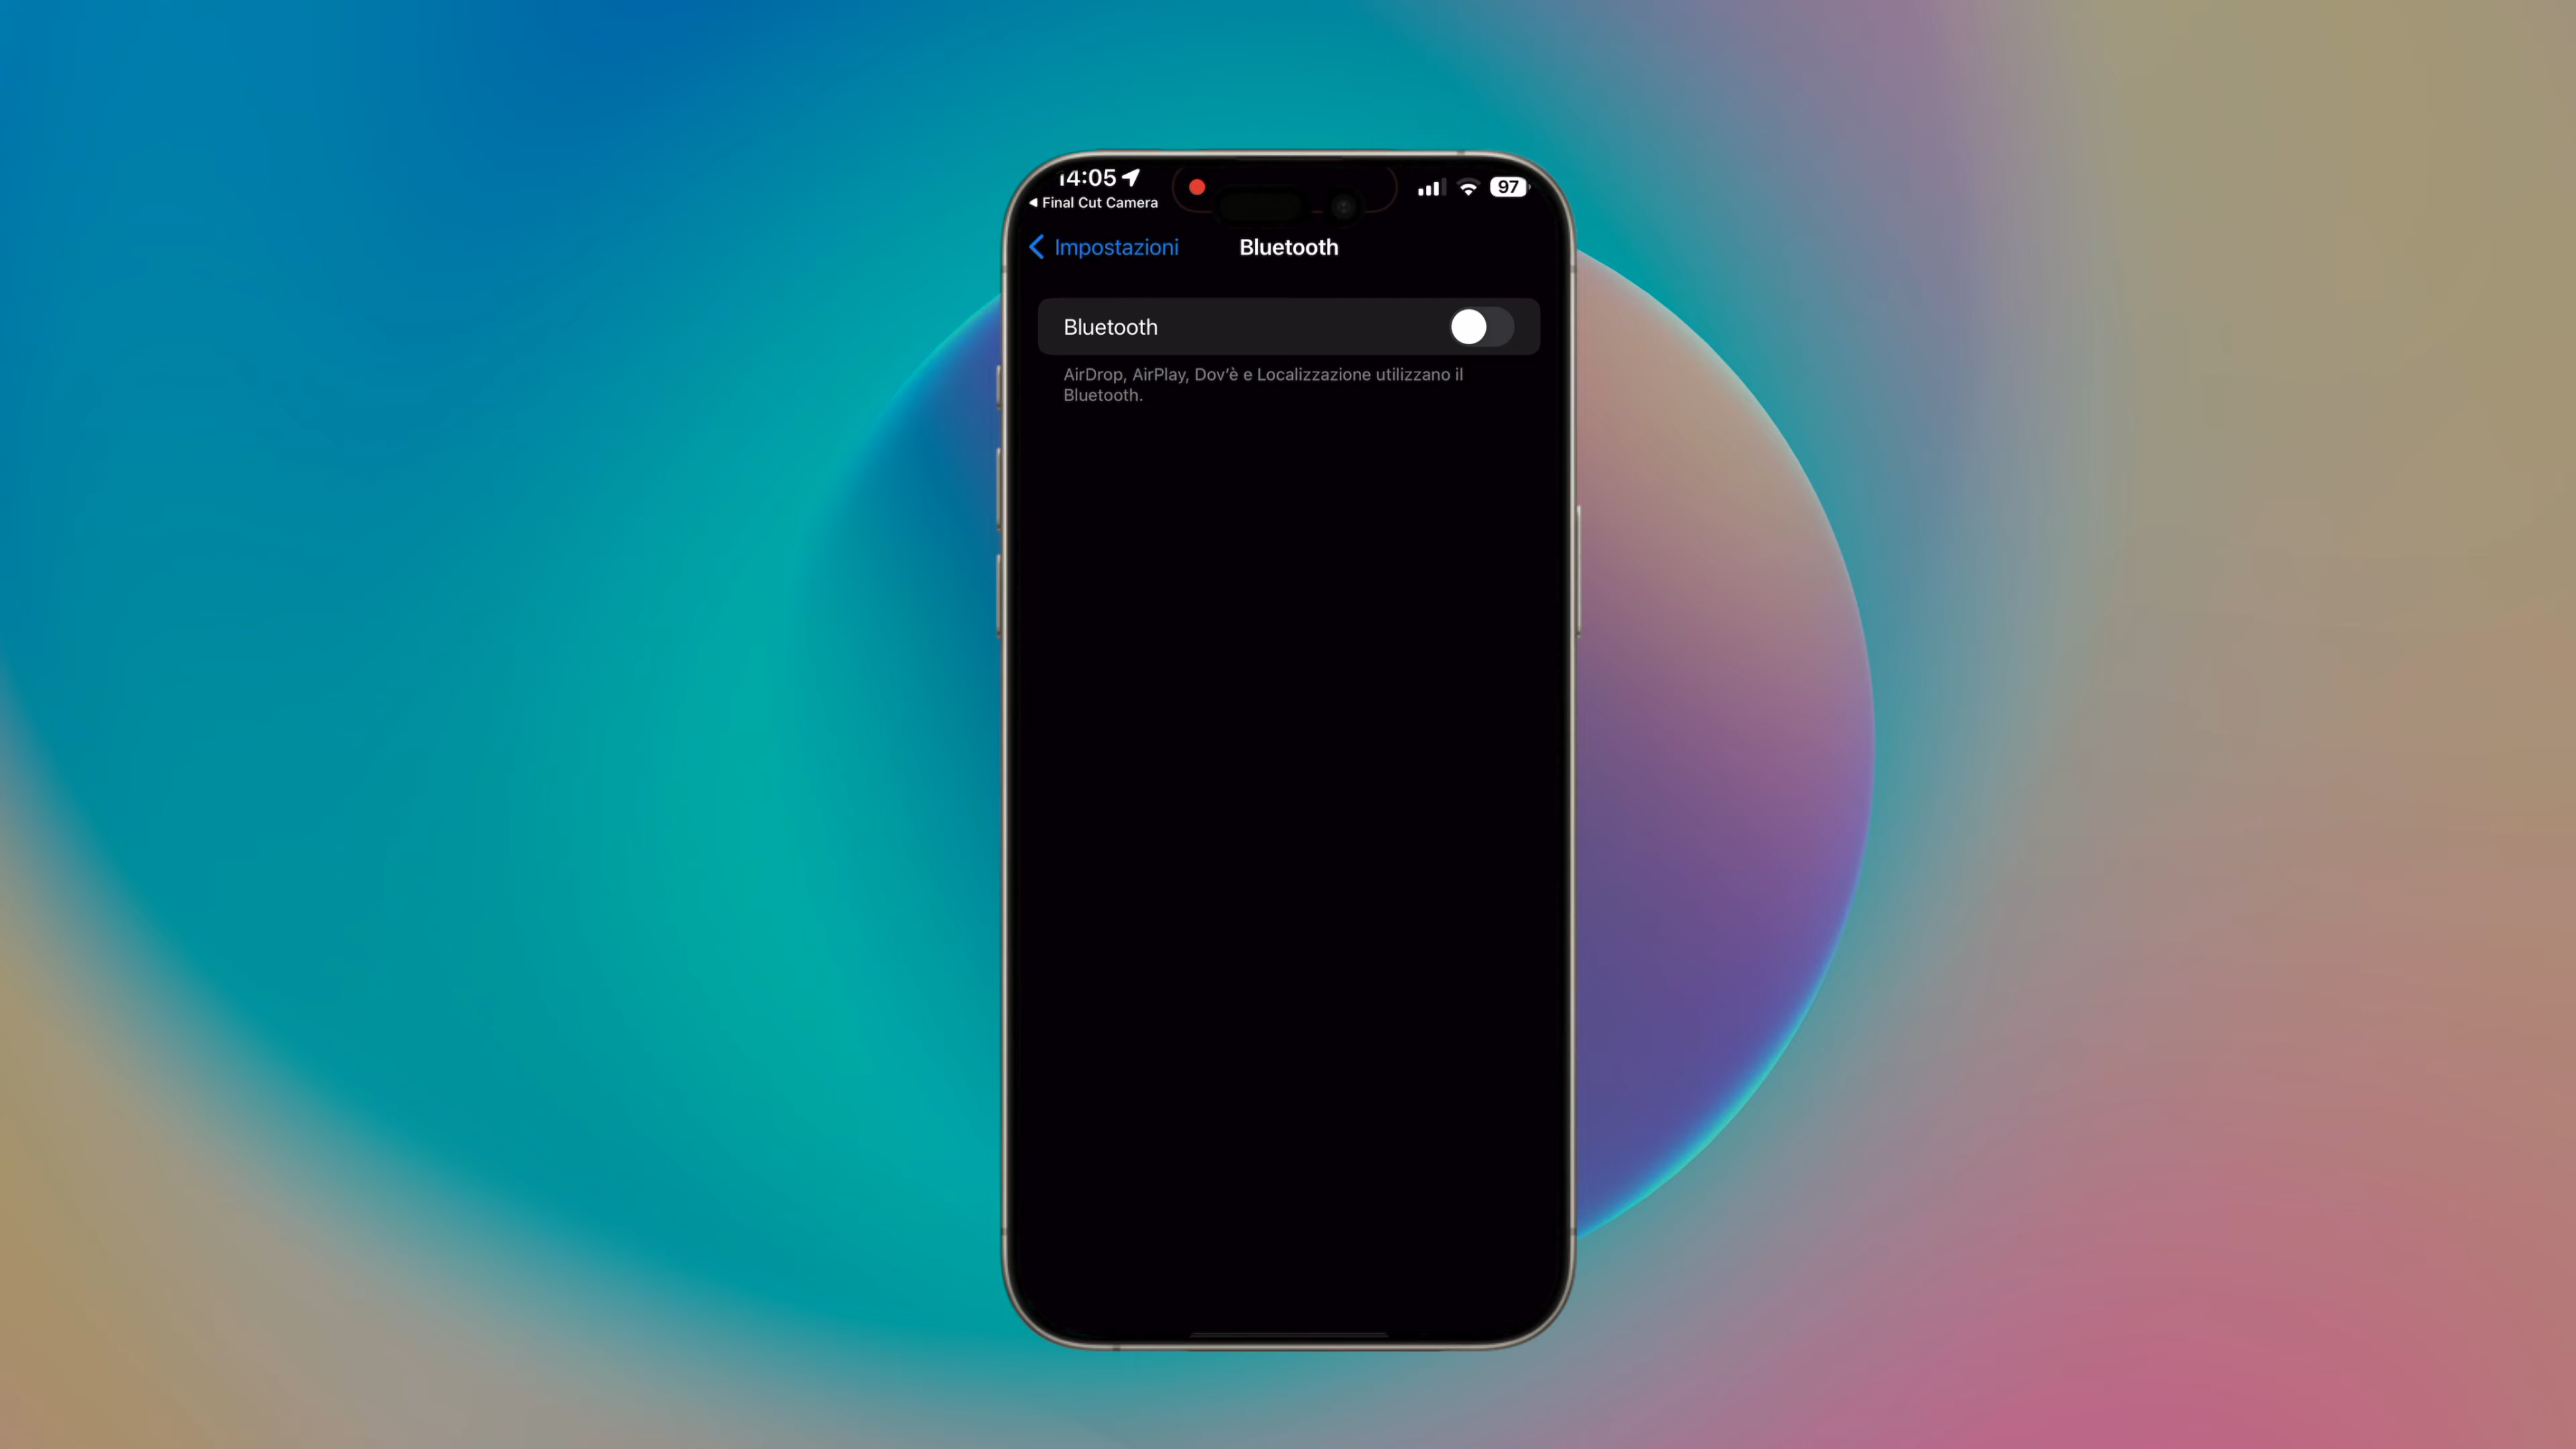 14:05
Final Cut Camera
97
Impostazioni
Bluetooth
Bluetooth
AirDrop, AirPlay, Dov’è e Localizzazione utilizzano il
Bluetooth.